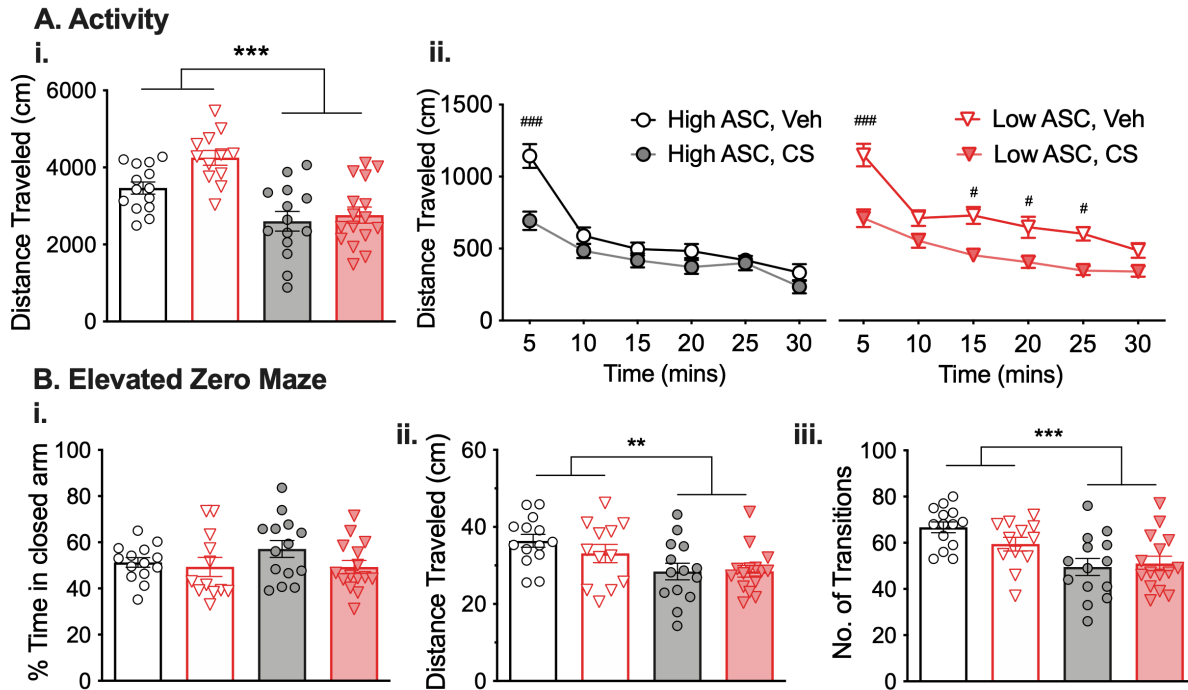 A. Activity
i.
***
Distance Traveled (cm)
6000
4000
2000
0
ii.
Distance Traveled (cm)
1500
1000
500
0
###
High ASC, Veh
High ASC, CS
5 10 15 20 25 30
Time (mins)
###
Low ASC, Veh
Low ASC, CS
# # #
5 10 15 20 25 30
Time (mins)
B. Elevated Zero Maze
i.
% Time in closed arm
100
80
60
40
20
0
ii.
**
Distance Traveled (cm)
60
40
20
0
iii.
***
No. of Transitions
100
80
60
40
20
0